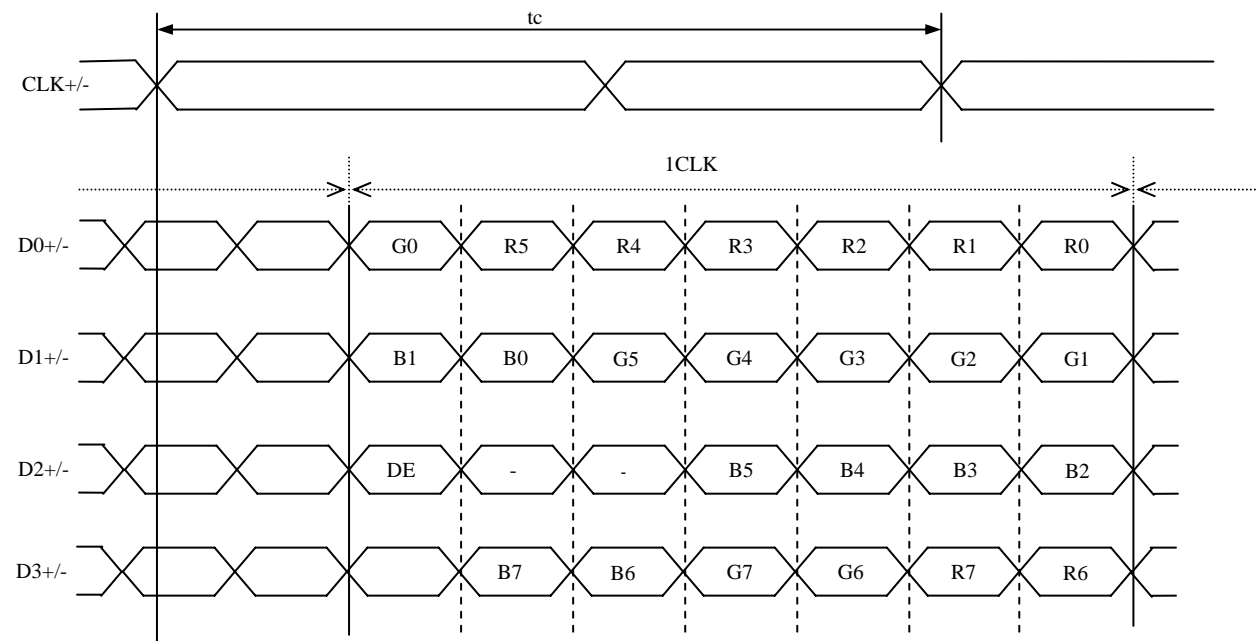 tc
CLK+/-
1CLK
D0+/- G0 R5 R4 R3 R2 R1 R0
D1+/- B1 B0 G5 G4 G3 G2 G1
D2+/- DE - - B5 B4 B3 B2
D3+/- B7 B6 G7 G6 R7 R6